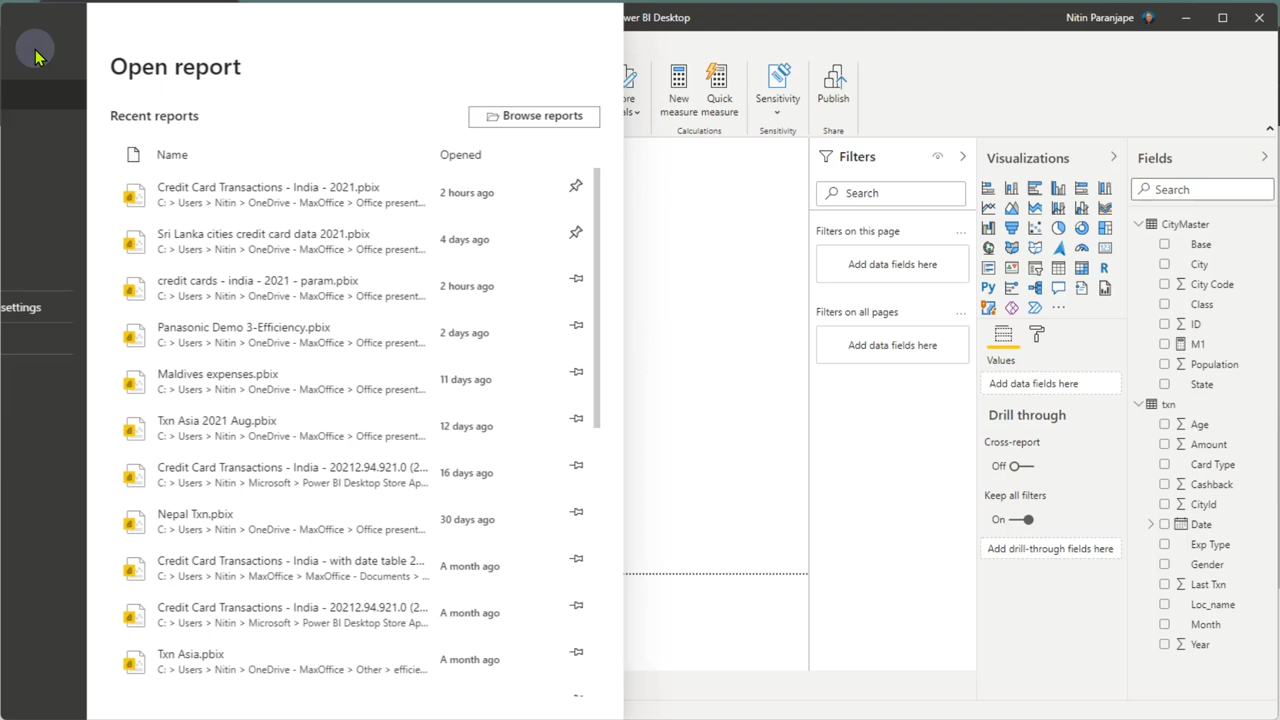 wer BI Desktop
Nitin Paranjape
Open report
Recent reports
Browse reports
Name
Opened
Credit Card Transactions - India - 2021.pbix
C: > Users > Nitin > OneDrive - MaxOffice > Office present...
2 hours ago
Sri Lanka cities credit card data 2021.pbix
C: > Users > Nitin > OneDrive - MaxOffice > Office present...
4 days ago
credit cards - india - 2021 - param.pbix
C: > Users > Nitin > OneDrive - MaxOffice > Office present...
2 hours ago
Panasonic Demo 3-Efficiency.pbix
C: > Users > Nitin > OneDrive - MaxOffice > Office present...
2 days ago
Maldives expenses.pbix
C: > Users > Nitin > OneDrive - MaxOffice > Office present...
11 days ago
Txn Asia 2021 Aug.pbix
C: > Users > Nitin > OneDrive - MaxOffice > Office present...
12 days ago
Credit Card Transactions - India - 20212.94.921.0 (2...
C: > Users > Nitin > Microsoft > Power BI Desktop Store Ap...
16 days ago
Nepal Txn.pbix
C: > Users > Nitin > OneDrive - MaxOffice > Office present...
30 days ago
Credit Card Transactions - India - with date table 2...
C: > Users > Nitin > MaxOffice > MaxOffice - Documents > ...
A month ago
Credit Card Transactions - India - 20212.94.921.0 (2...
C: > Users > Nitin > Microsoft > Power BI Desktop Store Ap...
A month ago
Txn Asia.pbix
C: > Users > Nitin > OneDrive - MaxOffice > Other > efficie...
A month ago
settings
ore
als
New
measure
Quick
measure
Calculations
Sensitivity
Sensitivity
Publish
Share
Filters
Search
Filters on this page
...
Add data fields here
Filters on all pages
...
Add data fields here
Visualizations
R
Py
...
Values
Add data fields here
Drill through
Cross-report
Off
Keep all filters
On
Add drill-through fields here
Fields
Search
CityMaster
Base
City
∑ City Code
Class
∑ ID
M1
∑ Population
State
txn
∑ Age
∑ Amount
Card Type
∑ Cashback
∑ CityId
Date
Exp Type
Gender
∑ Last Txn
Loc_name
Month
∑ Year